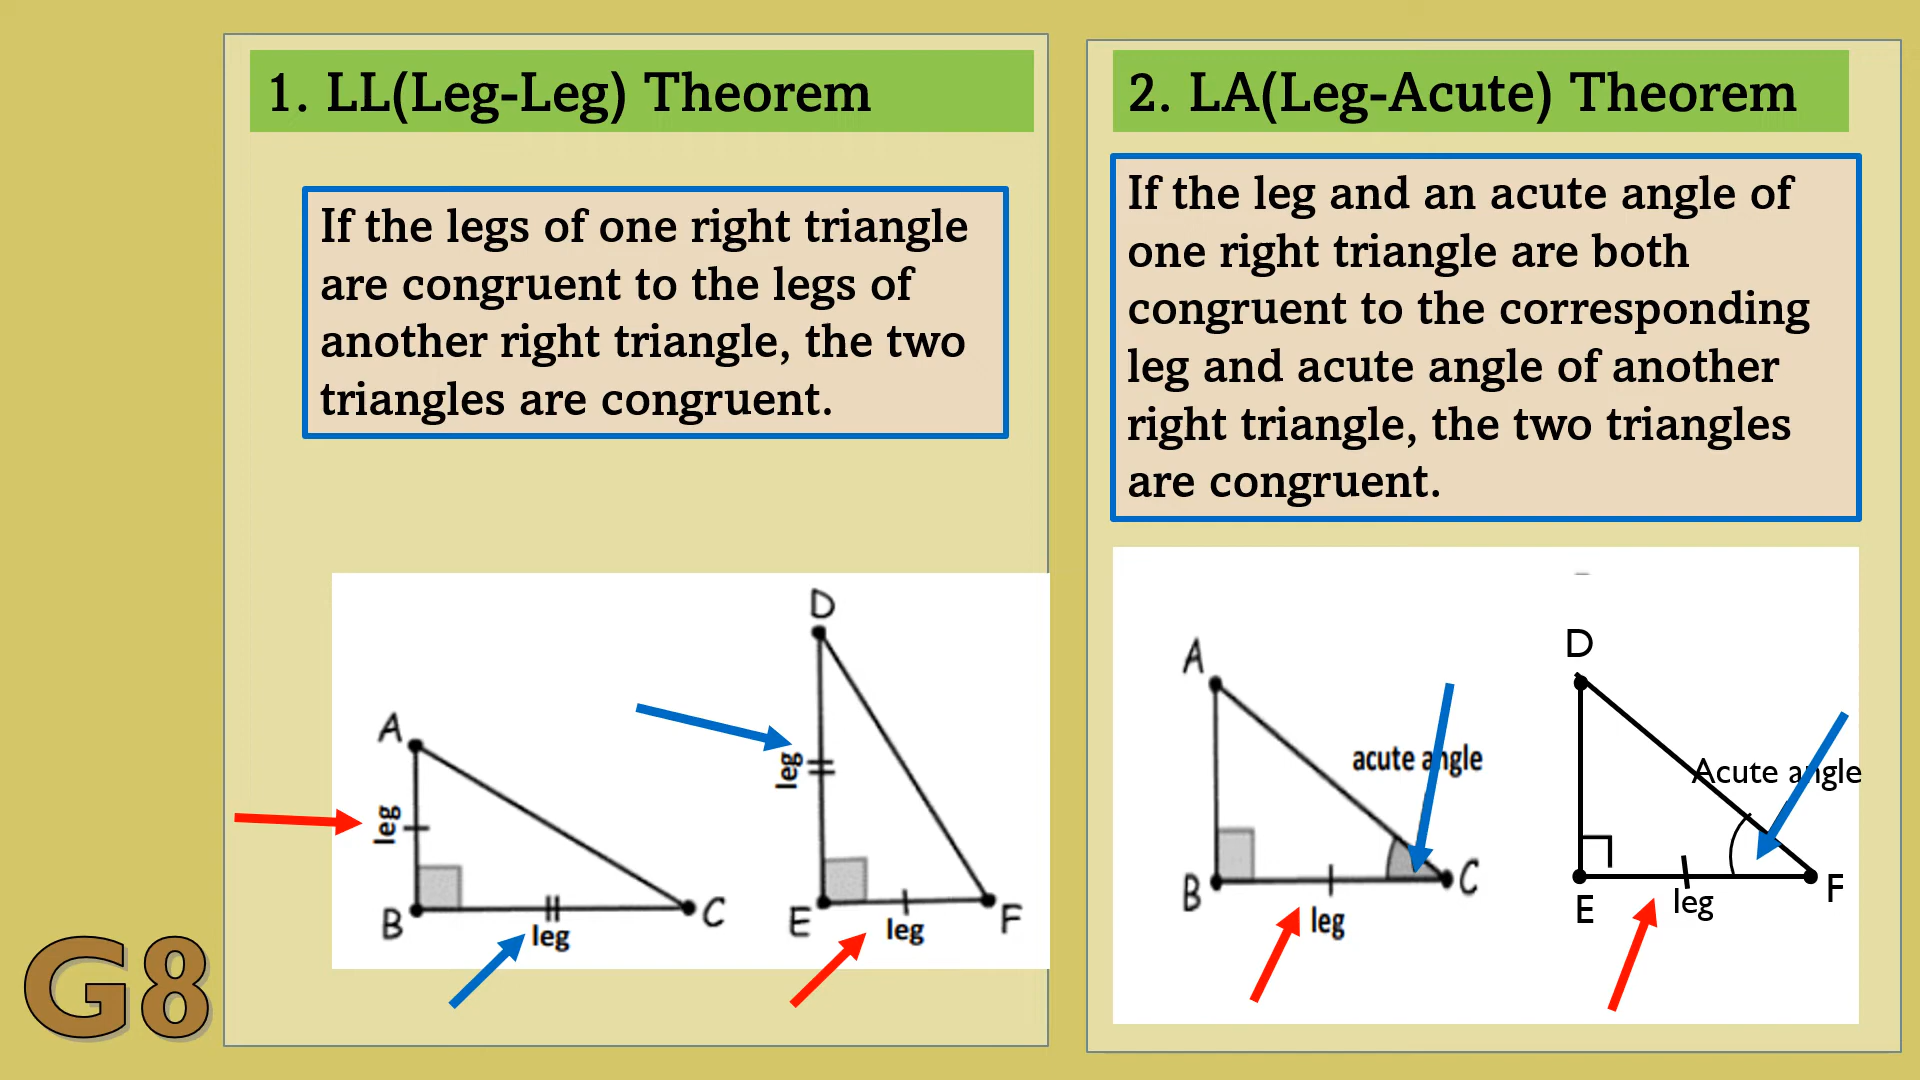 1. LL(Leg-Leg) Theorem
If the legs of one right triangle
are congruent to the legs of
another right triangle, the two
triangles are congruent.
D
A
leg
leg
B
leg
C
E
leg
F
2. LA(Leg-Acute) Theorem
If the leg and an acute angle of
one right triangle are both
congruent to the corresponding
leg and acute angle of another
right triangle, the two triangles
are congruent.
A
acute angle
B
leg
C
D
Acute angle
E
leg
F
G8